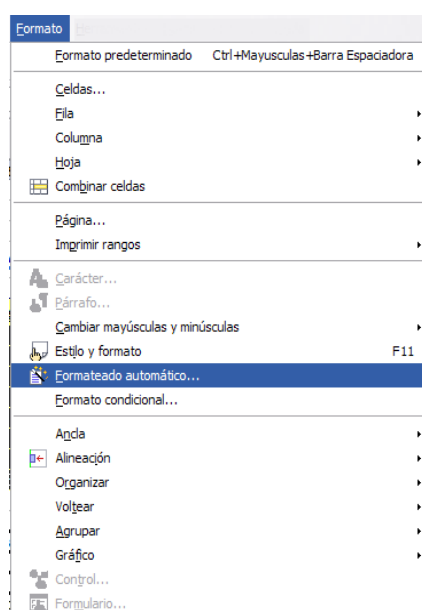 Formato
Formato predeterminado Ctrl+Mayusculas+Barra Espaciadora
Celdas...
Fila
Columna
Hoja
Combinar celdas
Página...
Imprimir rangos
Carácter...
Párrafo...
Cambiar mayúsculas y minúsculas
Estilo y formato F11
Formateado automático...
Formato condicional...
Ancla
Alineación
Organizar
Voltear
Agrupar
Gráfico
Control...
Formulario...